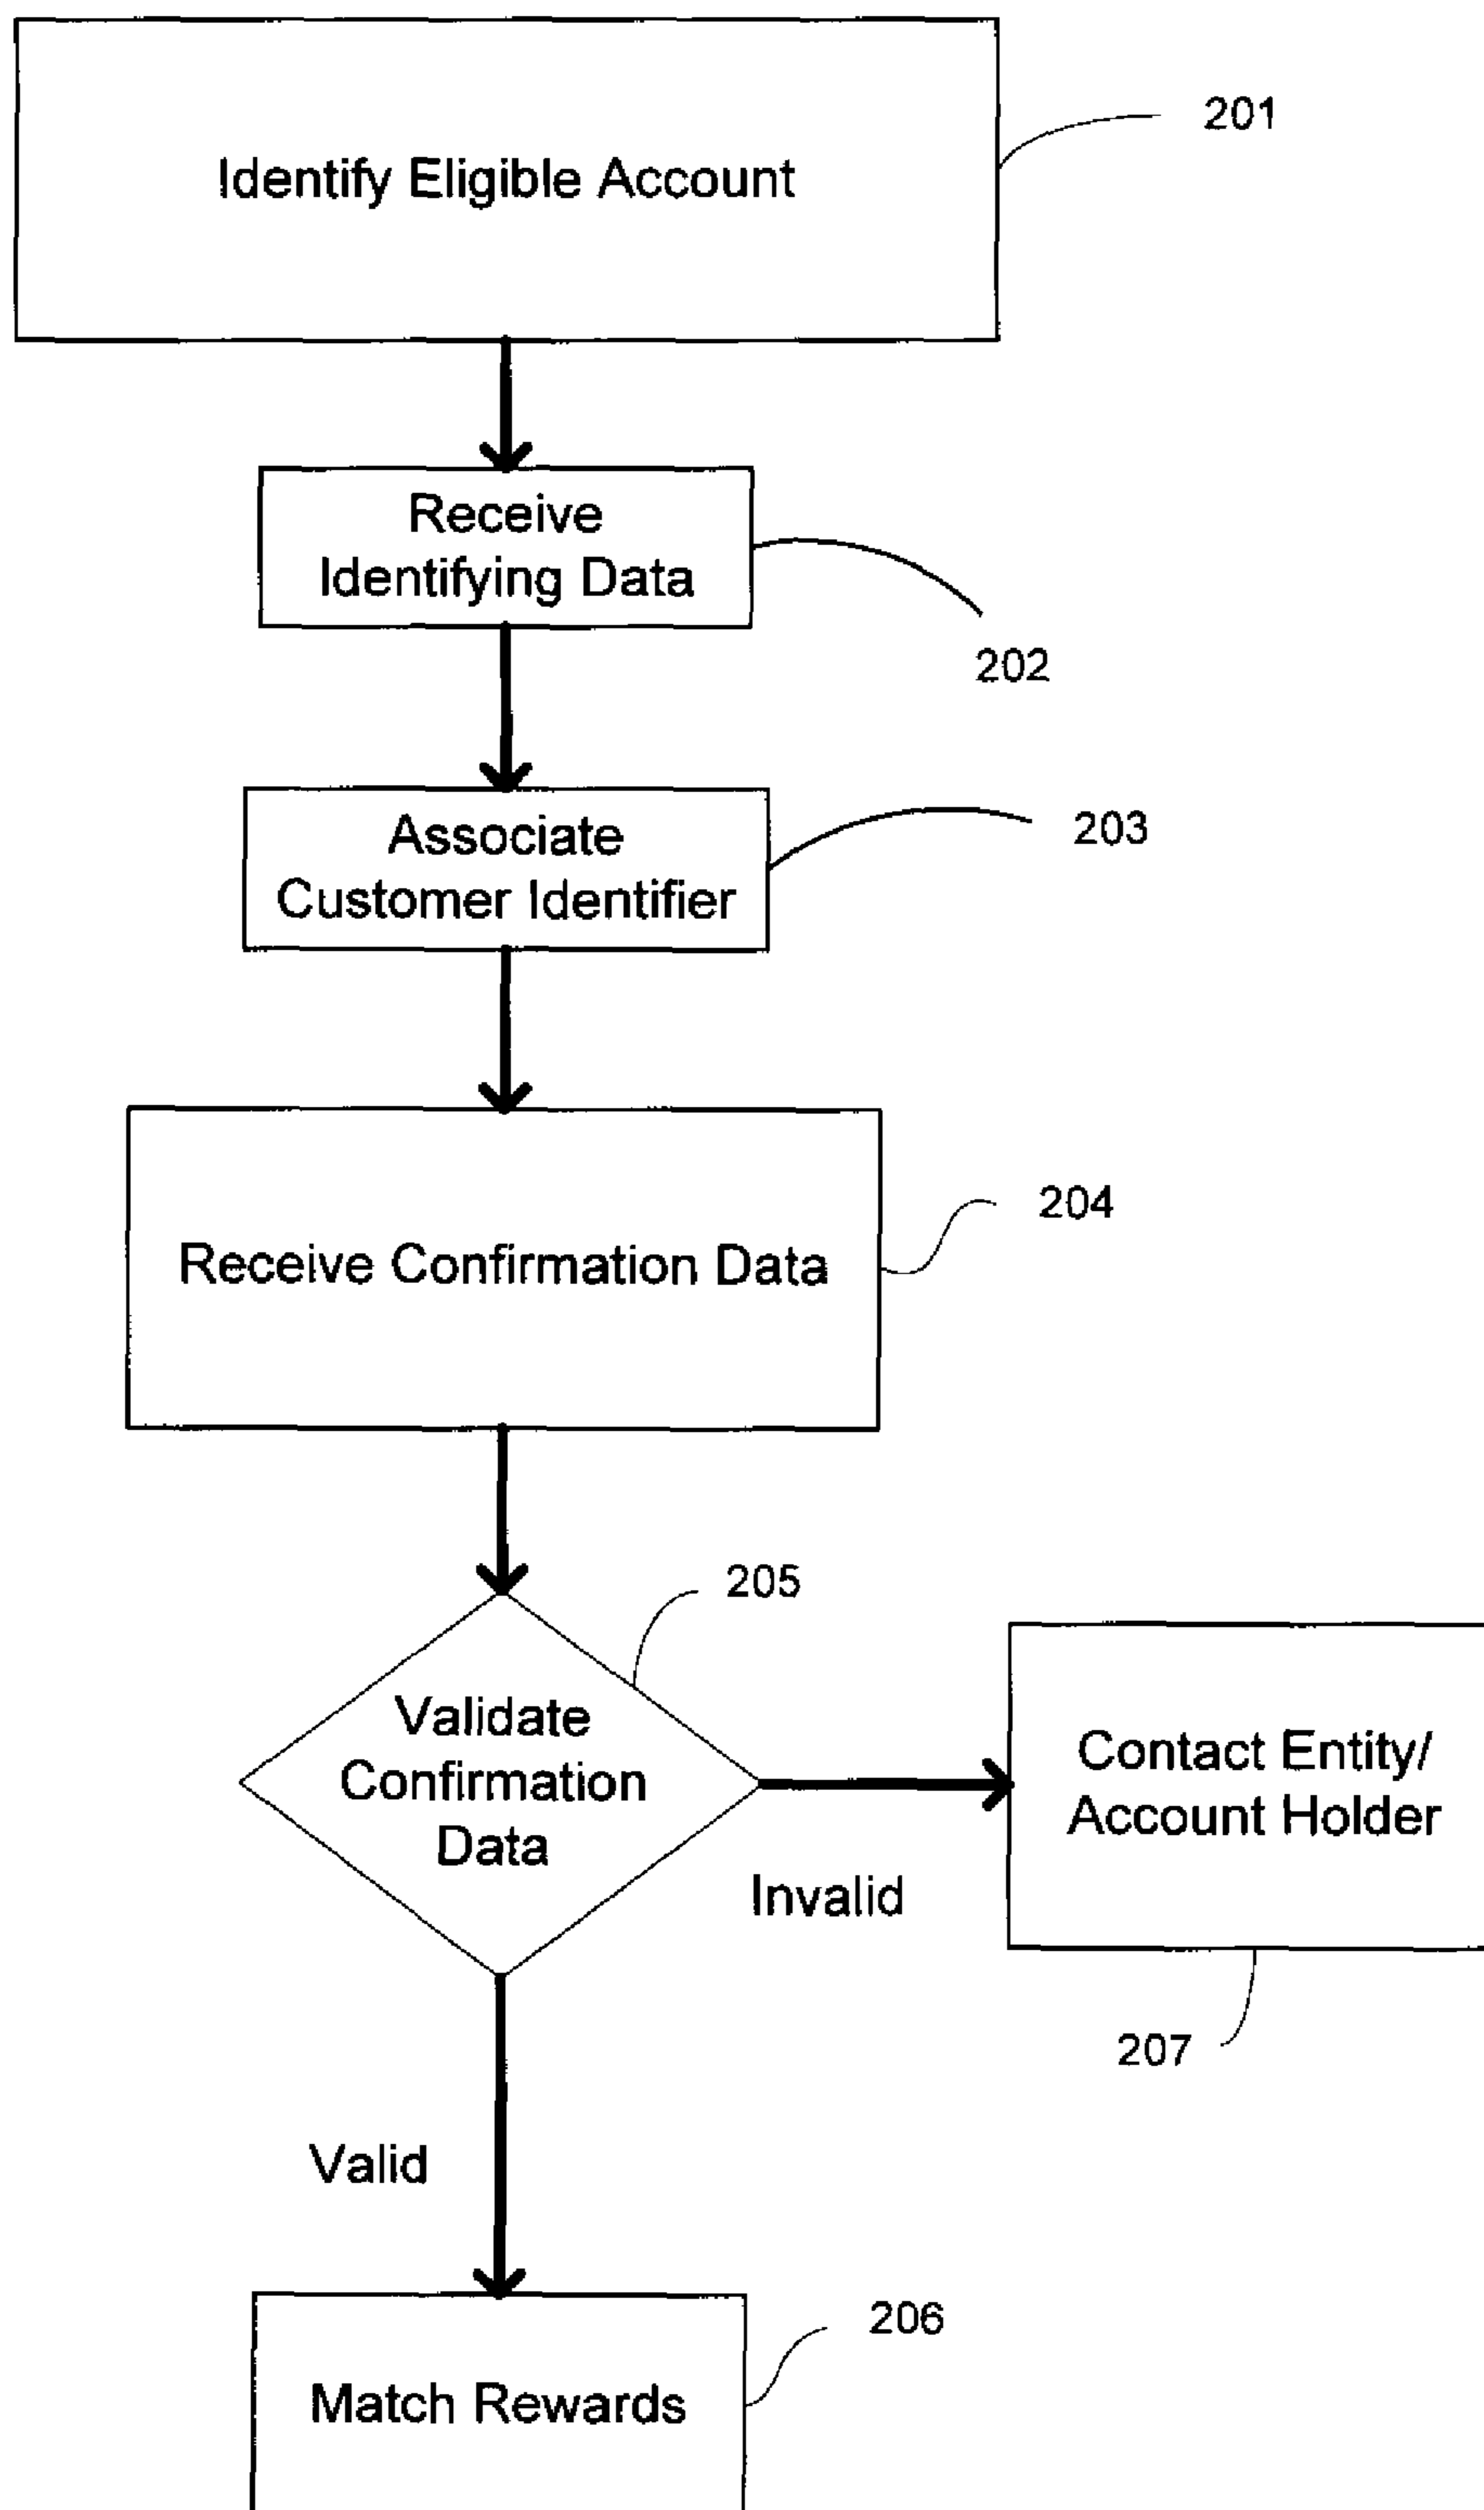 Identify Eligible Account
201
Receive
Identifying Data
202
Associate
Customer Identifier
203
Receive Confirmation Data
204
205
Validate
Confirmation
Data
Contact Entity/
Account Holder
Invalid
207
Valid
206
Match Rewards